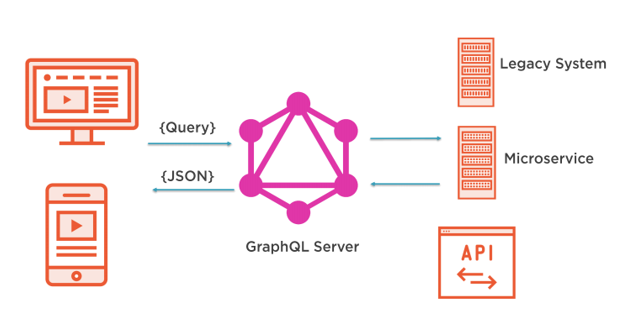 Legacy System
{Query}
Microservice
{JSON}
GraphQL Server
API